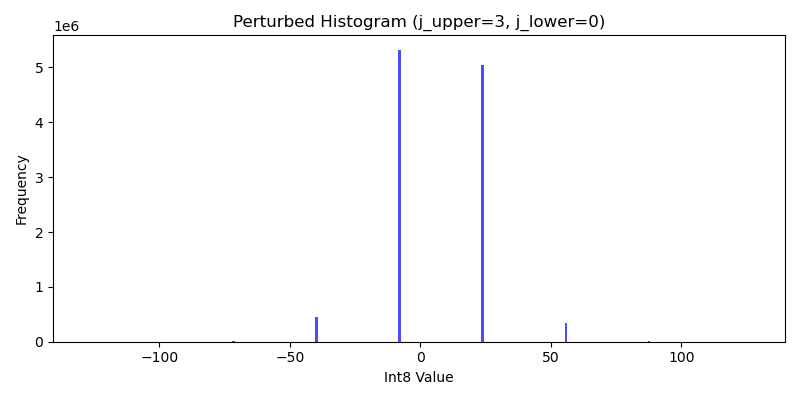 Perturbed Histogram (j_upper=3, j_lower=0)
1e6
5
4
3
2
1
0
Frequency
−100
−50
0
50
100
Int8 Value